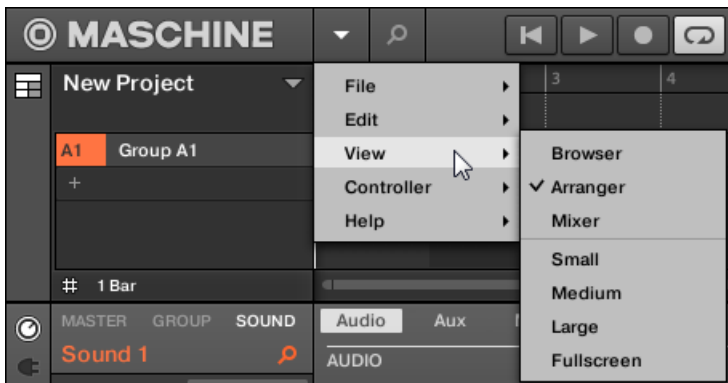 MASCHINE
New Project
3
4
File
Edit
View
Controller
Help
Browser
Arranger
Mixer
Small
Medium
Large
Fullscreen
A1 Group A1
+
# 1 Bar
MASTER GROUP SOUND
Sound 1
Audio Aux
AUDIO